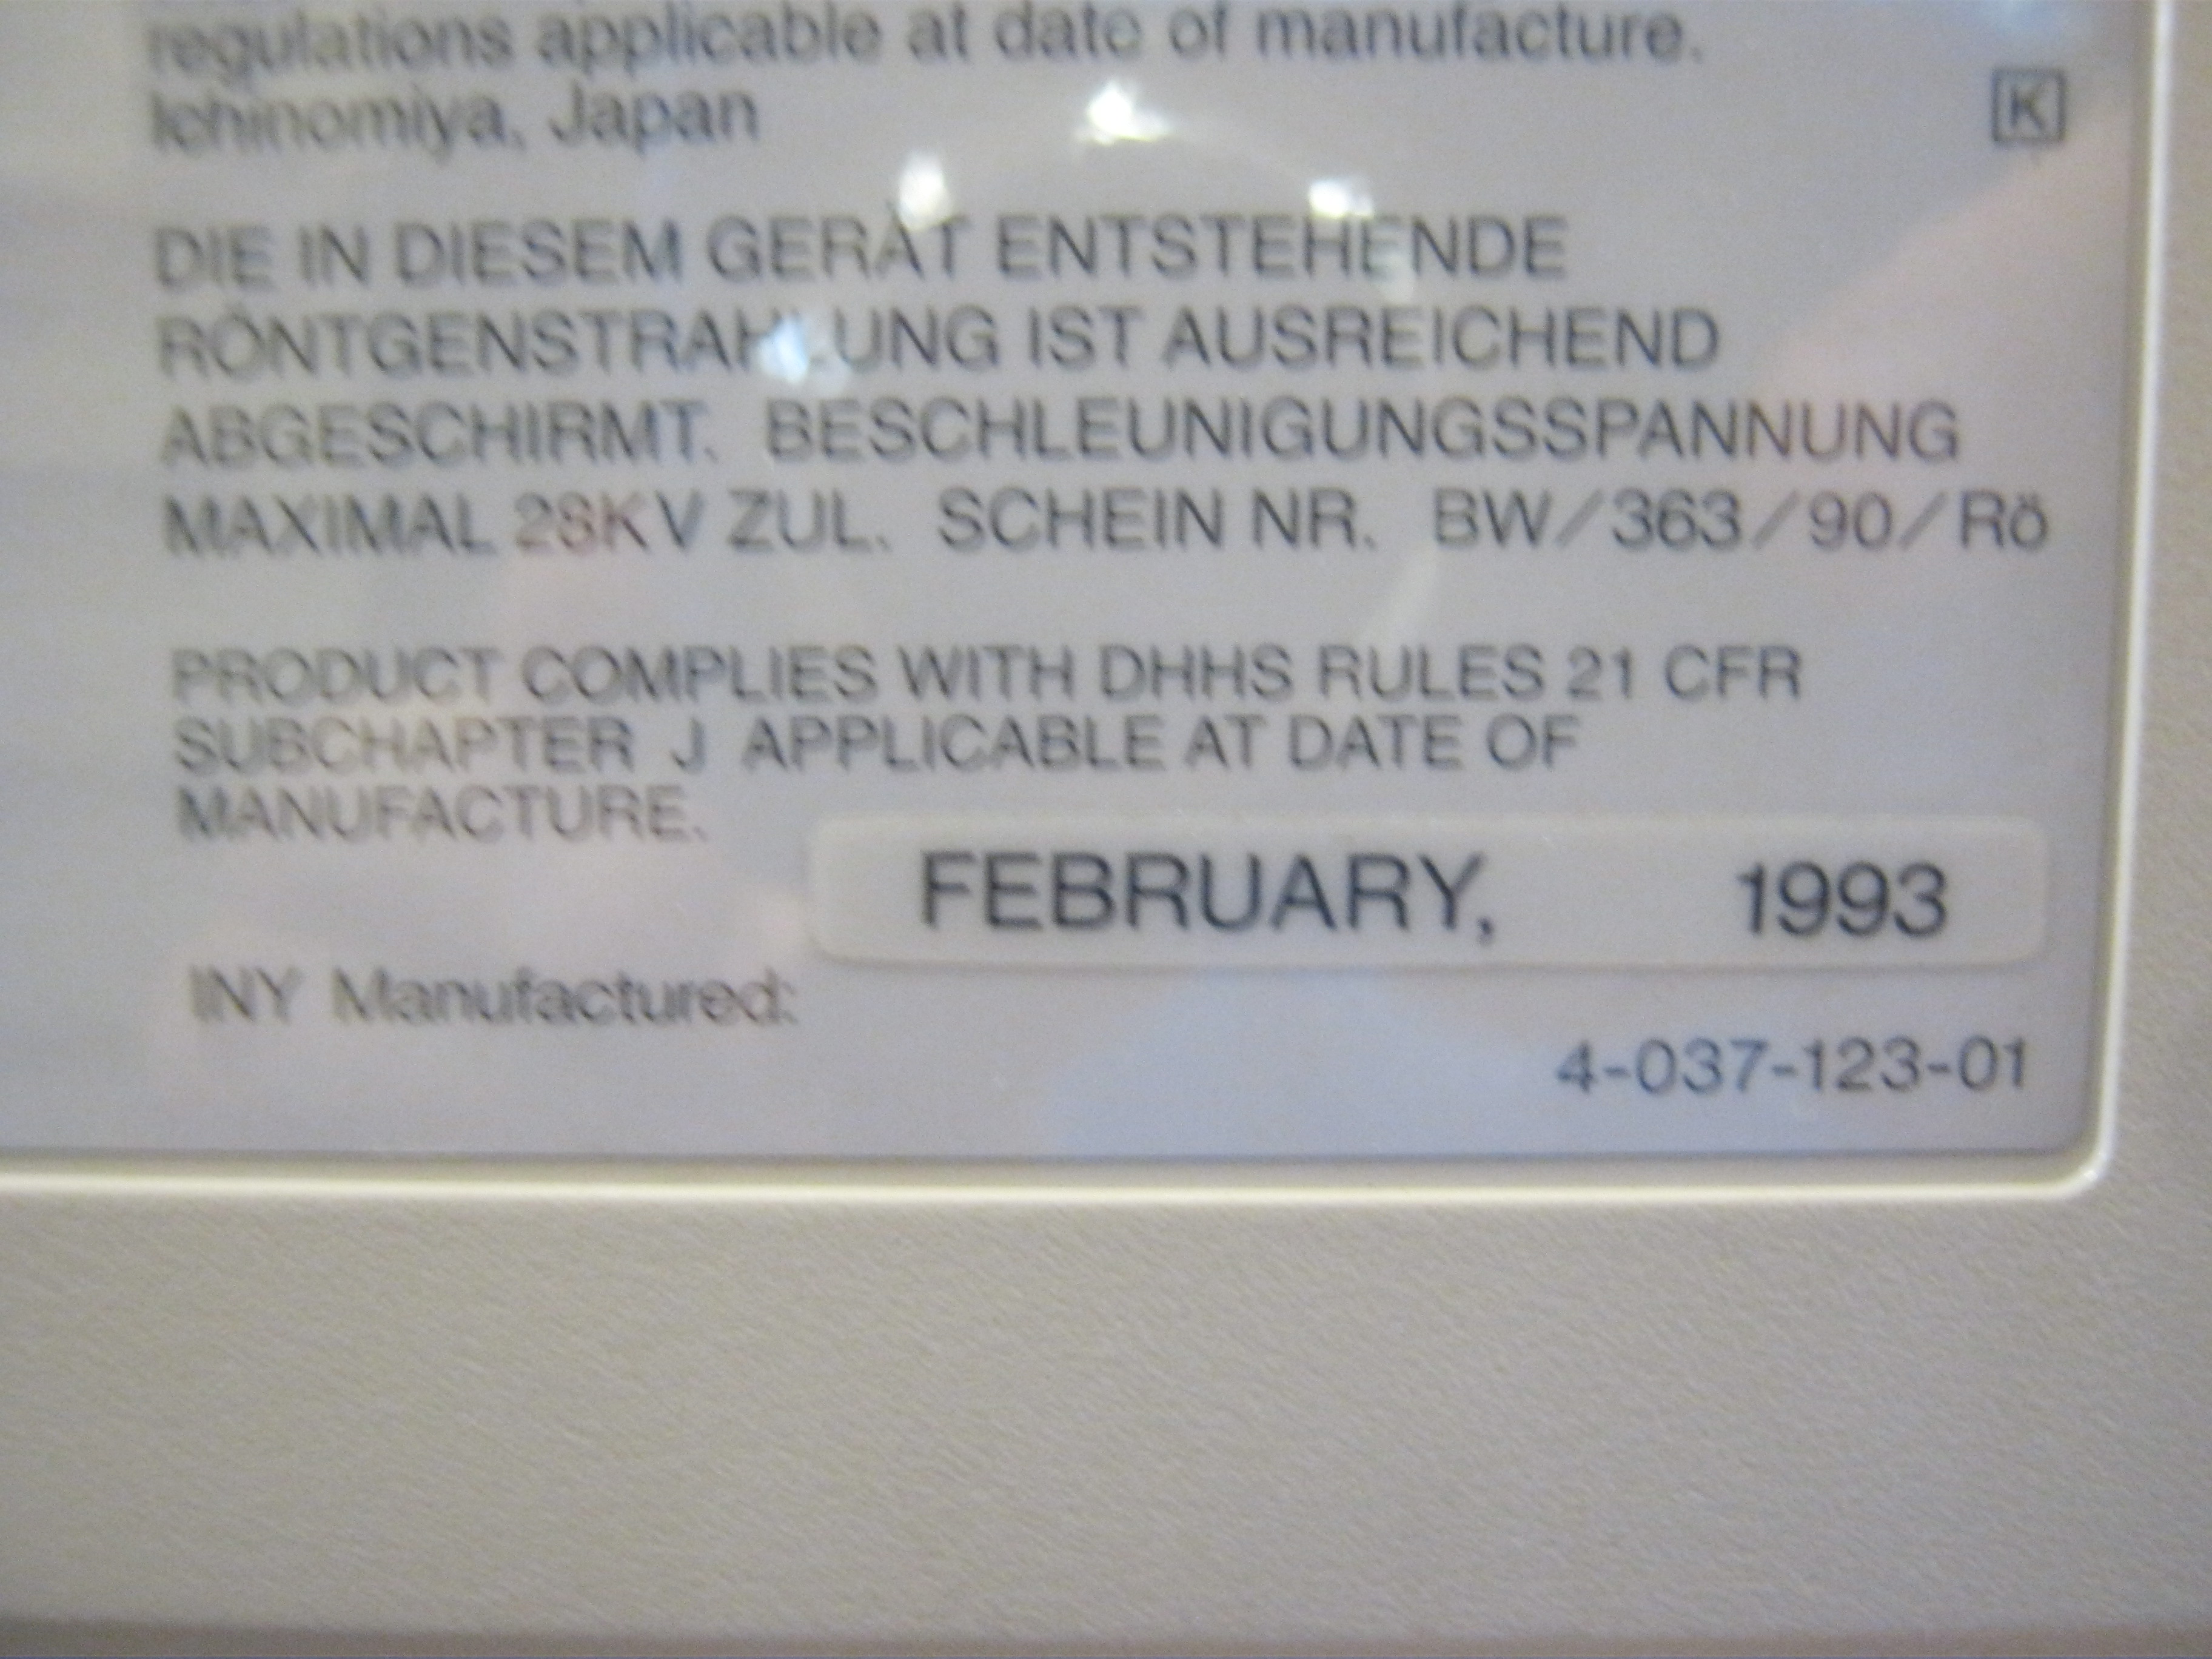 regulations applicable at date of manufacture.
Ichinomiya, Japan
K
DIE IN DIESEM GERÄT ENTSTEHENDE
RÖNTGENSTRAHLUNG IST AUSREICHEND
ABGESCHIRMT. BESCHLEUNIGUNGSSPANNUNG
MAXIMAL 28KV ZUL. SCHEIN NR. BW/363/90/Rö
PRODUCT COMPLIES WITH DHHS RULES 21 CFR
SUBCHAPTER J APPLICABLE AT DATE OF
MANUFACTURE.
FEBRUARY, 1993
INY Manufactured:
4-037-123-01